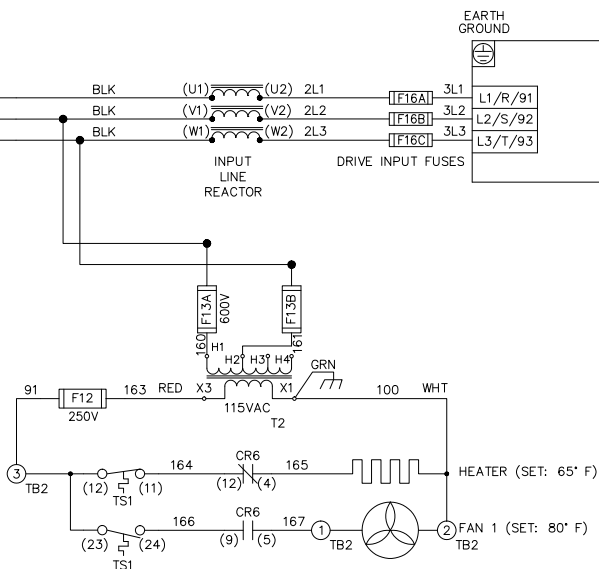 EARTH
GROUND
BLK (U1) (U2) 2L1 F16A 3L1 L1/R/91
BLK (V1) (V2) 2L2 F16B 3L2 L2/S/92
BLK (W1) (W2) 2L3 F16C 3L3 L3/T/93
INPUT
LINE
REACTOR
DRIVE INPUT FUSES
F13A
600V
F13B
160
161
H1
H2 H3 H4
GRN
91 F12 163 RED X3 X1 100 WHT
250V
115VAC
T2
3
TB2
164 CR6 165
(12) (11) (12) (4)
TS1
HEATER (SET: 65° F)
166 CR6 167
(23) (24) (9) (5)
TS1
1
TB2
2
TB2
FAN 1 (SET: 80° F)